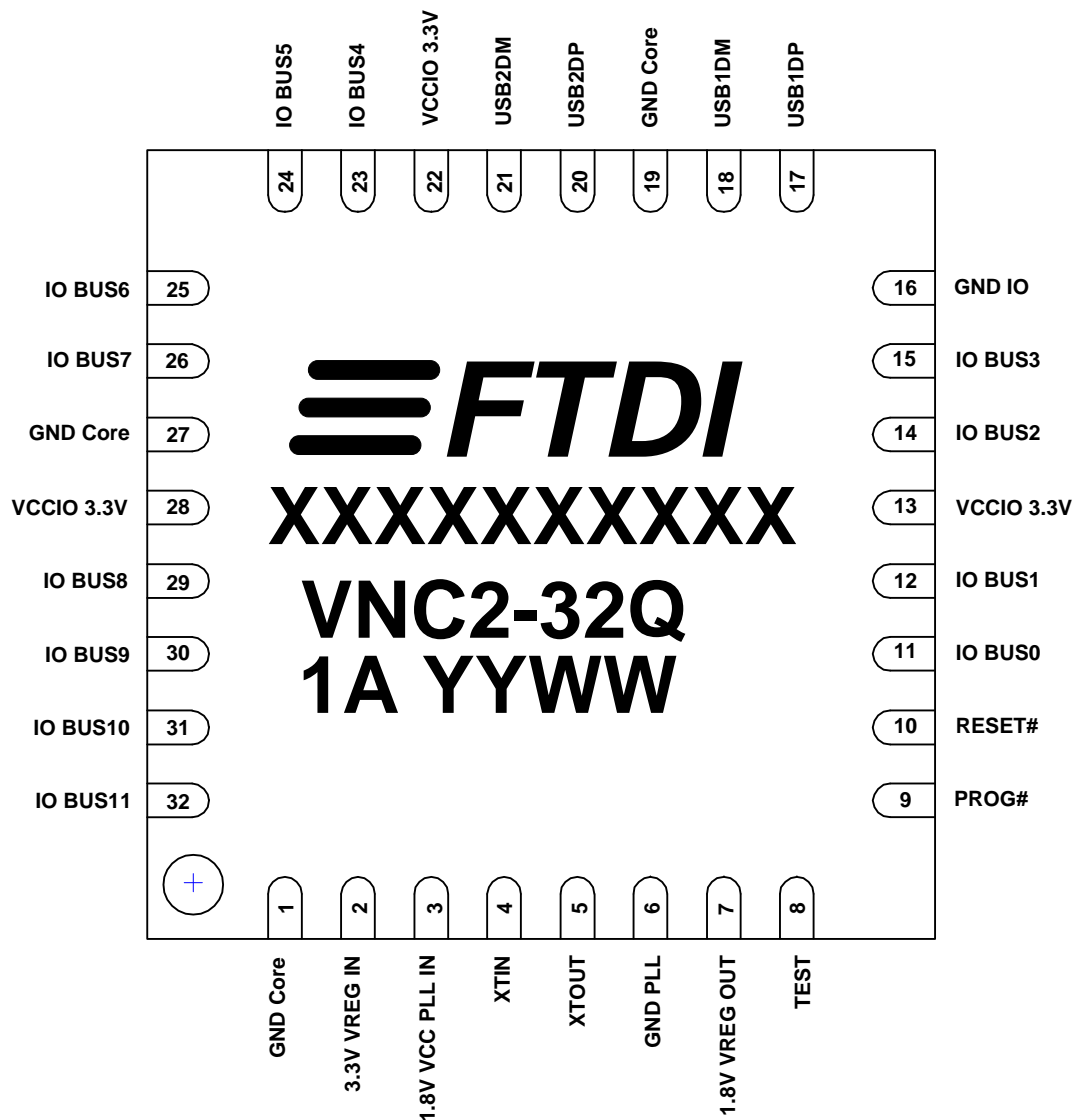 IO BUS5
IO BUS4
VCCIO 3.3V
USB2DM
USB2DP
GND Core
USB1DM
USB1DP
24
23
22
21
20
19
18
17
IO BUS6 25
IO BUS7 26
GND Core 27
VCCIO 3.3V 28
IO BUS8 29
IO BUS9 30
IO BUS10 31
IO BUS11 32
FTDI
XXXXXXXXXX
VNC2-32Q
1A YYWW
16 GND IO
15 IO BUS3
14 IO BUS2
13 VCCIO 3.3V
12 IO BUS1
11 IO BUS0
10 RESET#
9 PROG#
1
2
3
4
5
6
7
8
GND Core
3.3V VREG IN
1.8V VCC PLL IN
XTIN
XTOUT
GND PLL
1.8V VREG OUT
TEST